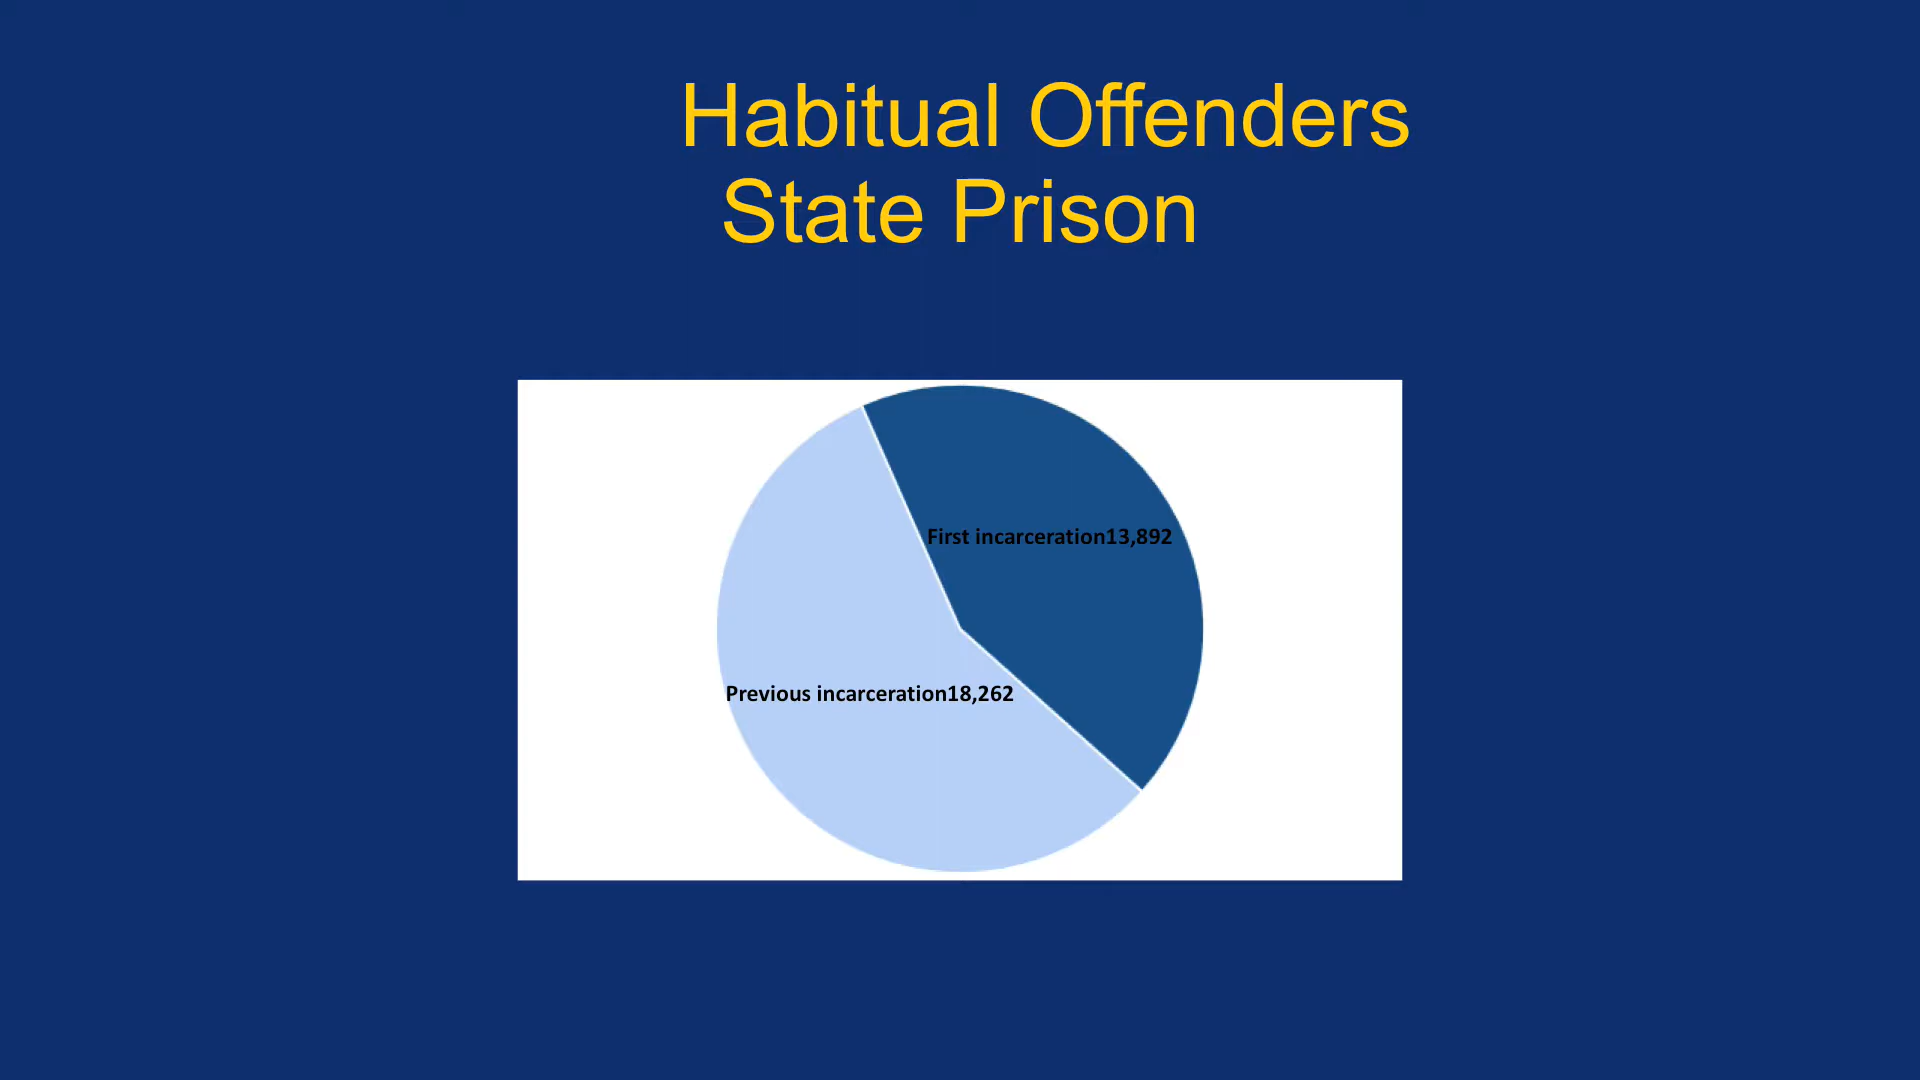 Habitual Offenders
State Prison
First incarceration13,892
Previous incarceration18,262